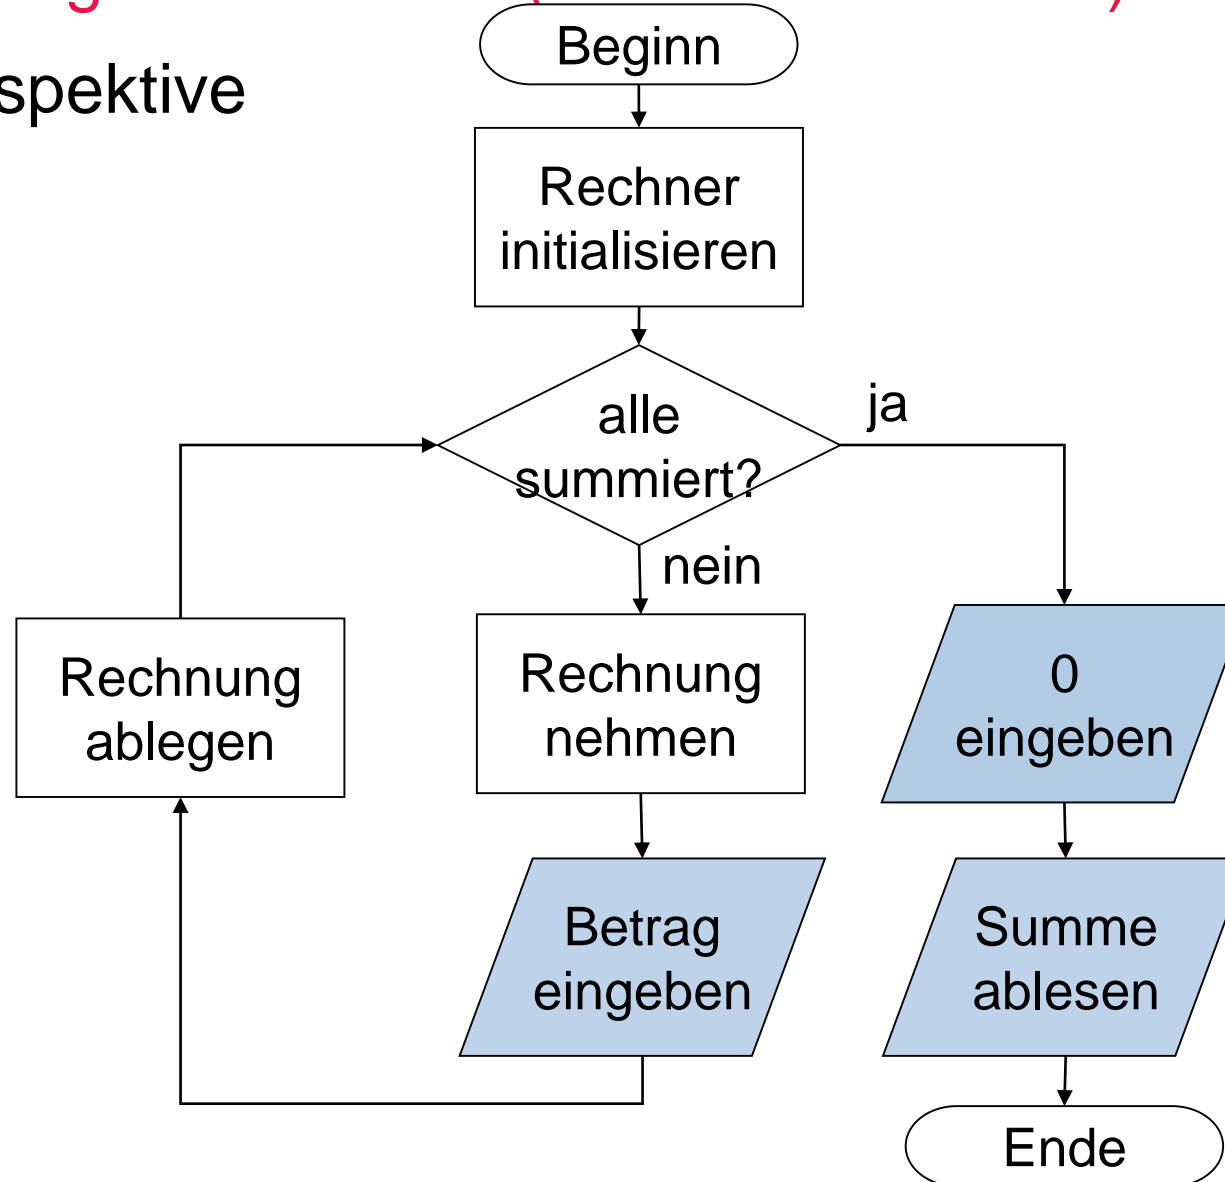 spektive
Beginn
Rechner
initialisieren
alle
summiert?
ja
nein
Rechnung
ablegen
Rechnung
nehmen
0
eingeben
Betrag
eingeben
Summe
ablesen
Ende